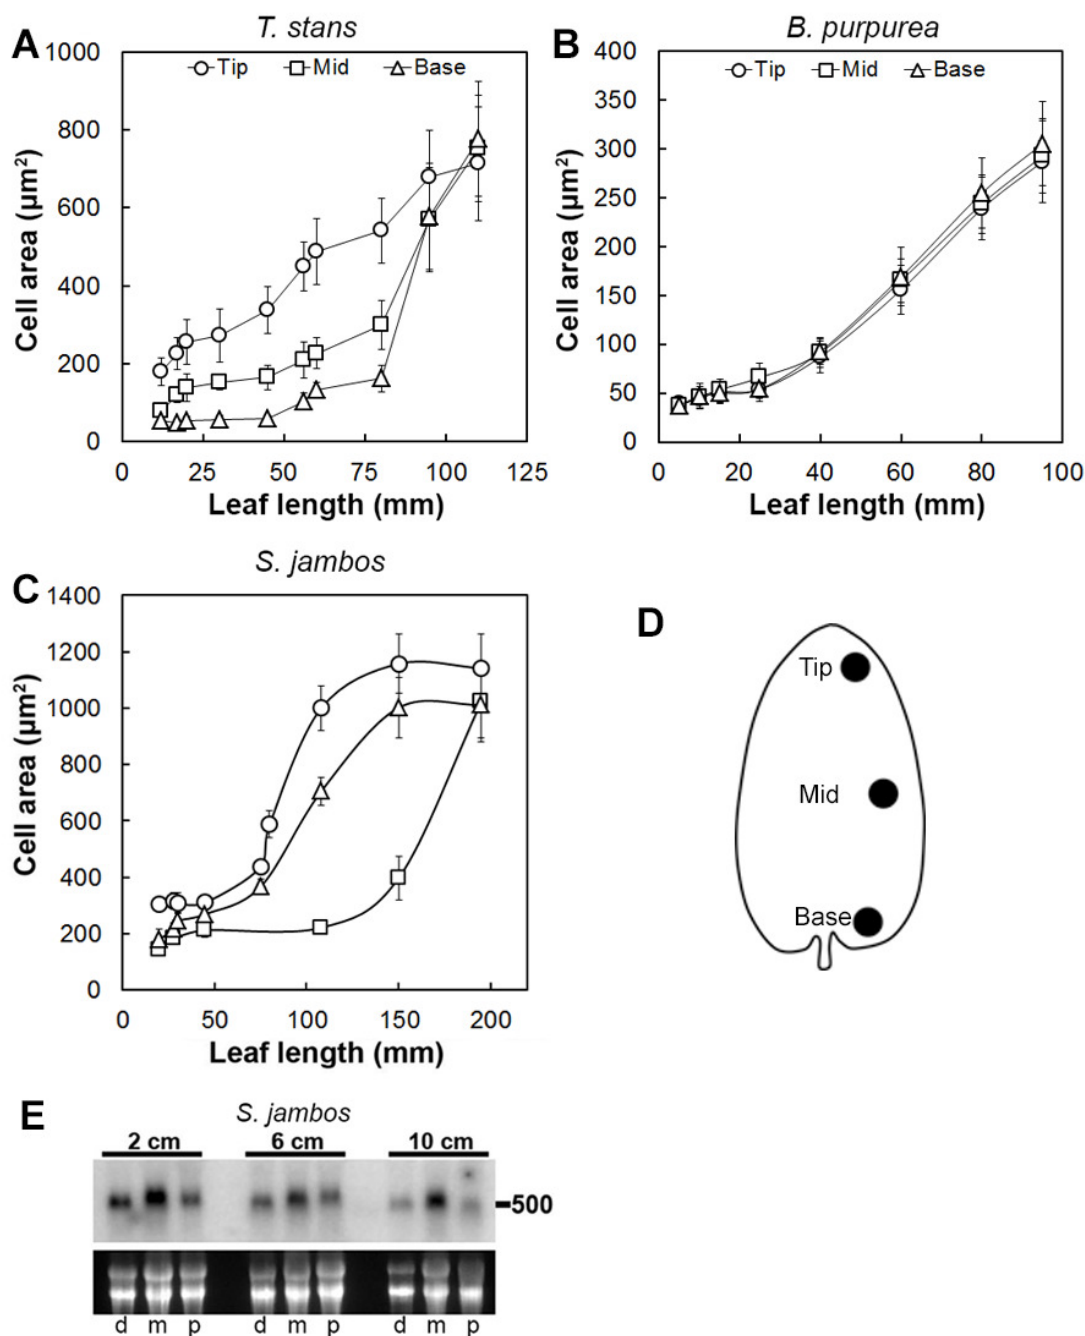 A
T. stans
Cell area (µm²)
1000
800
600
400
200
0
Tip Mid Base
0 25 50 75 100 125
Leaf length (mm)
B
B. purpurea
Cell area (µm²)
400
350
300
250
200
150
100
50
0
Tip Mid Base
0 20 40 60 80 100
Leaf length (mm)
C
S. jambos
Cell area (µm²)
1400
1200
1000
800
600
400
200
0
0 50 100 150 200
Leaf length (mm)
D
Tip
Mid
Base
E
S. jambos
2 cm 6 cm 10 cm
500
d m p d m p d m p